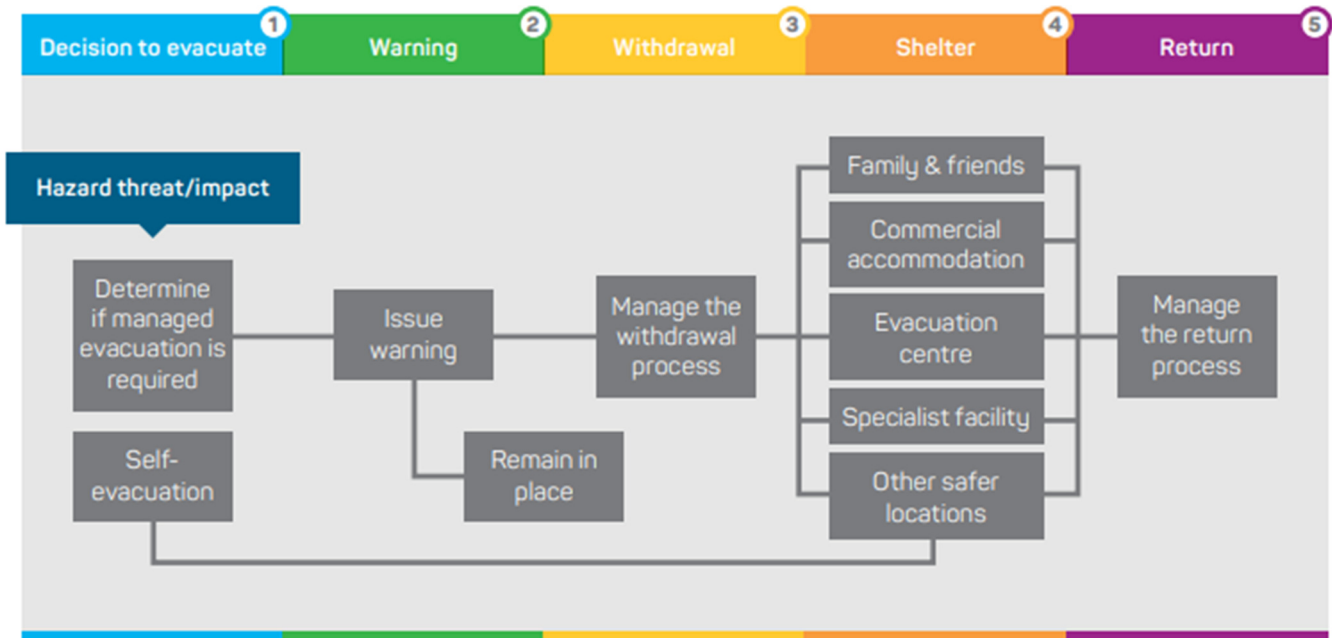 Decision to evacuate 1
Warning 2
Withdrawal 3
Shelter 4
Return 5
Hazard threat/impact
Determine
if managed
evacuation is
required
Self-
evacuation
Issue
warning
Remain in
place
Manage the
withdrawal
process
Family & friends
Commercial
accommodation
Evacuation
centre
Specialist facility
Other safer
locations
Manage
the return
process